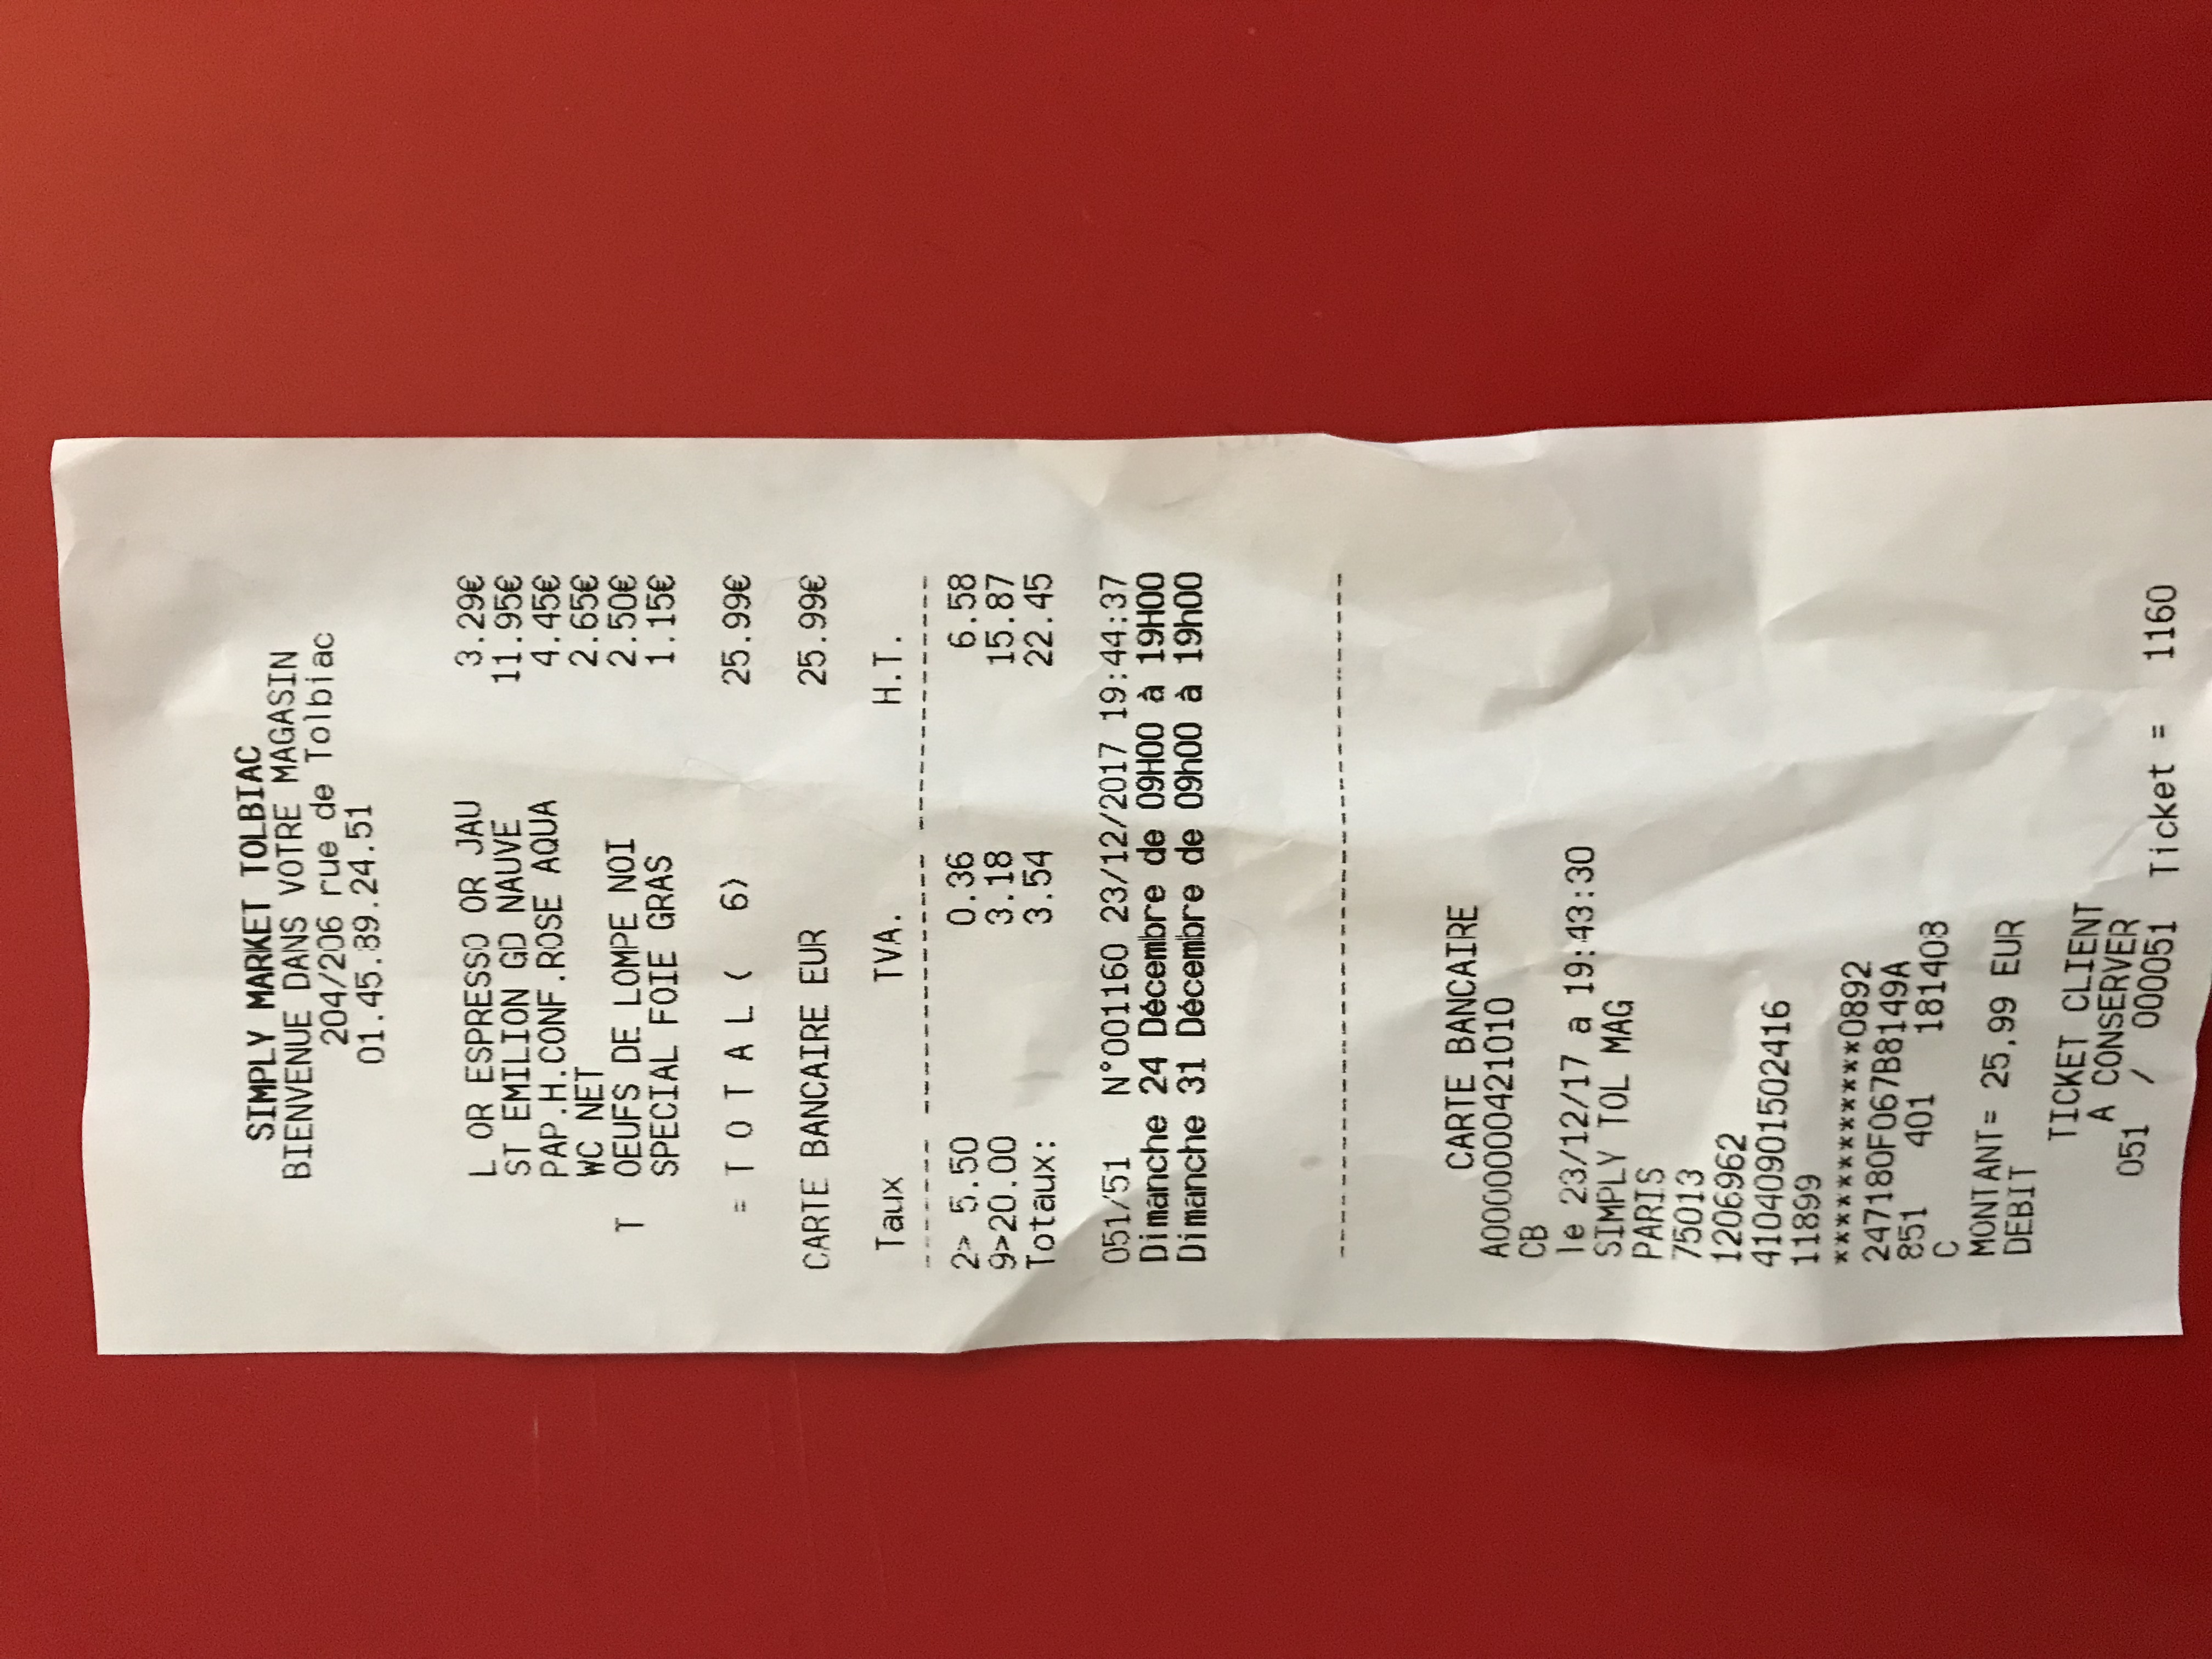 SIMPLY MARKET TOLBIAC
BIENVENUE DANS VOTRE MAGASIN
204/206 rue de Tolbiac
01.45.89.24.51
L OR ESPRESSO OR JAU 3.29€
ST EMILION GD NAUVE 11.95€
PAP.H.CONF.ROSE AQUA 4.45€
WC NET 2.65€
T OEUFS DE LOMPE NOI 2.50€
SPECIAL FOIE GRAS 1.15€
= T O T A L ( 6) 25.99€
CARTE BANCAIRE EUR 25.99€
Taux TVA. H.T.
------- -------------- --------------
2> 5.50 0.36 6.58
9>20.00 3.18 15.87
Totaux: 3.54 22.45
051/51 N°001160 23/12/2017 19:44:37
Dimanche 24 Décembre de 09H00 à 19H00
Dimanche 31 Décembre de 09h00 à 19h00
-------------------------------------
CARTE BANCAIRE
A0000000421010
CB
le 23/12/17 a 19:43:30
SIMPLY TOL MAG
PARIS
75013
1206962
41040901502416
11899
************0892
247180F067B8149A
851 401 181408
C
MONTANT= 25,99 EUR
DEBIT
TICKET CLIENT
A CONSERVER
051 / 000051 Ticket = 1160